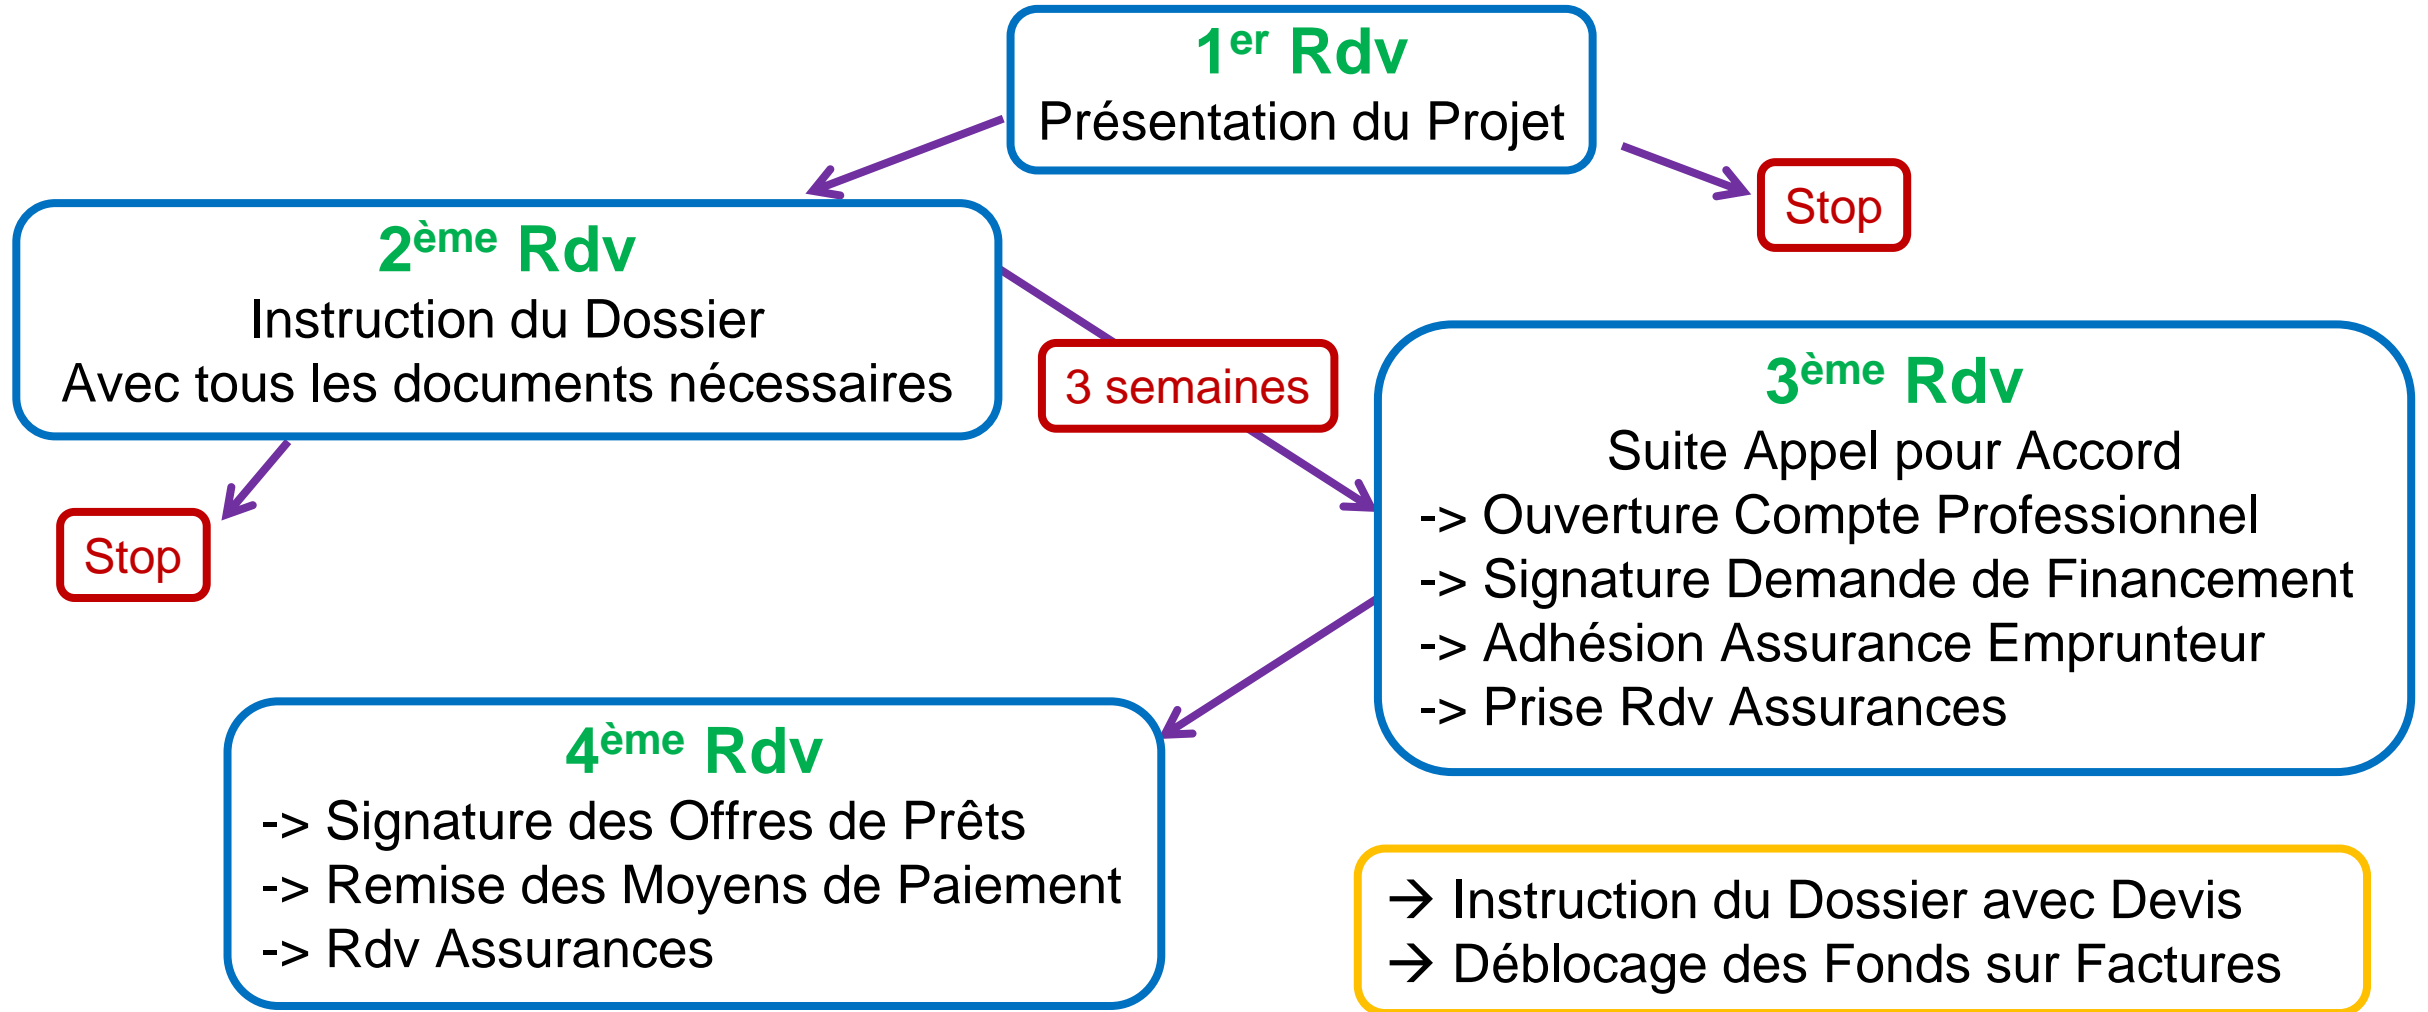 1er Rdv
Présentation du Projet
Stop
2ème Rdv
Instruction du Dossier
Avec tous les documents nécessaires
3 semaines
Stop
3ème Rdv
Suite Appel pour Accord
-> Ouverture Compte Professionnel
-> Signature Demande de Financement
-> Adhésion Assurance Emprunteur
-> Prise Rdv Assurances
4ème Rdv
-> Signature des Offres de Prêts
-> Remise des Moyens de Paiement
-> Rdv Assurances
→ Instruction du Dossier avec Devis
→ Déblocage des Fonds sur Factures